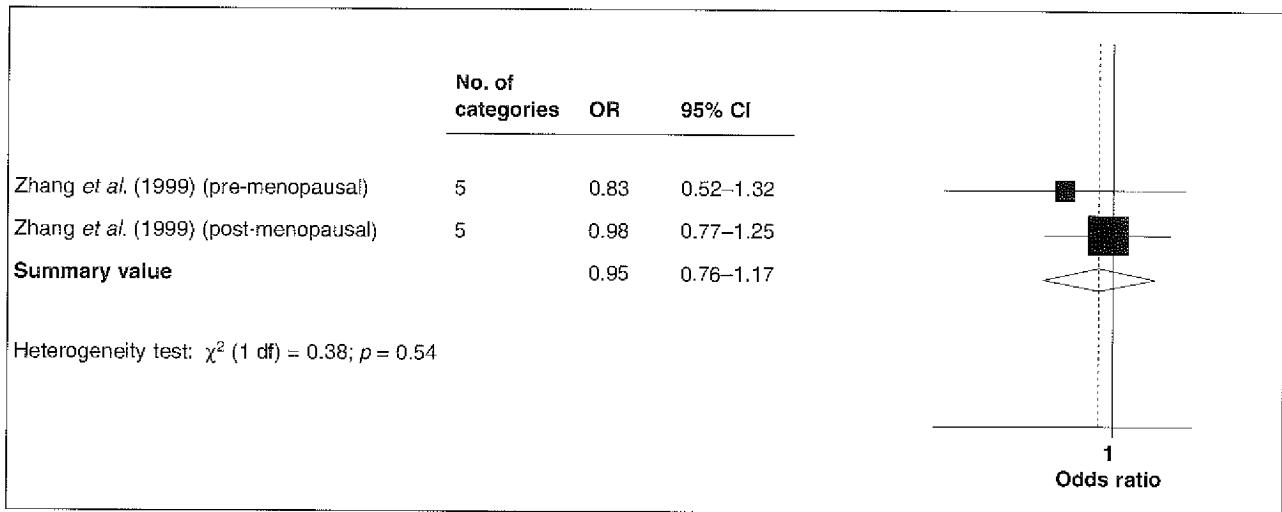 No. of
categories OR 95% CI
Zhang et al. (1999) (pre-menopausal) 5 0.83 0.52–1.32
Zhang et al. (1999) (post-menopausal) 5 0.98 0.77–1.25
Summary value 0.95 0.76–1.17
Heterogeneity test: χ² (1 df) = 0.38; p = 0.54
1
Odds ratio